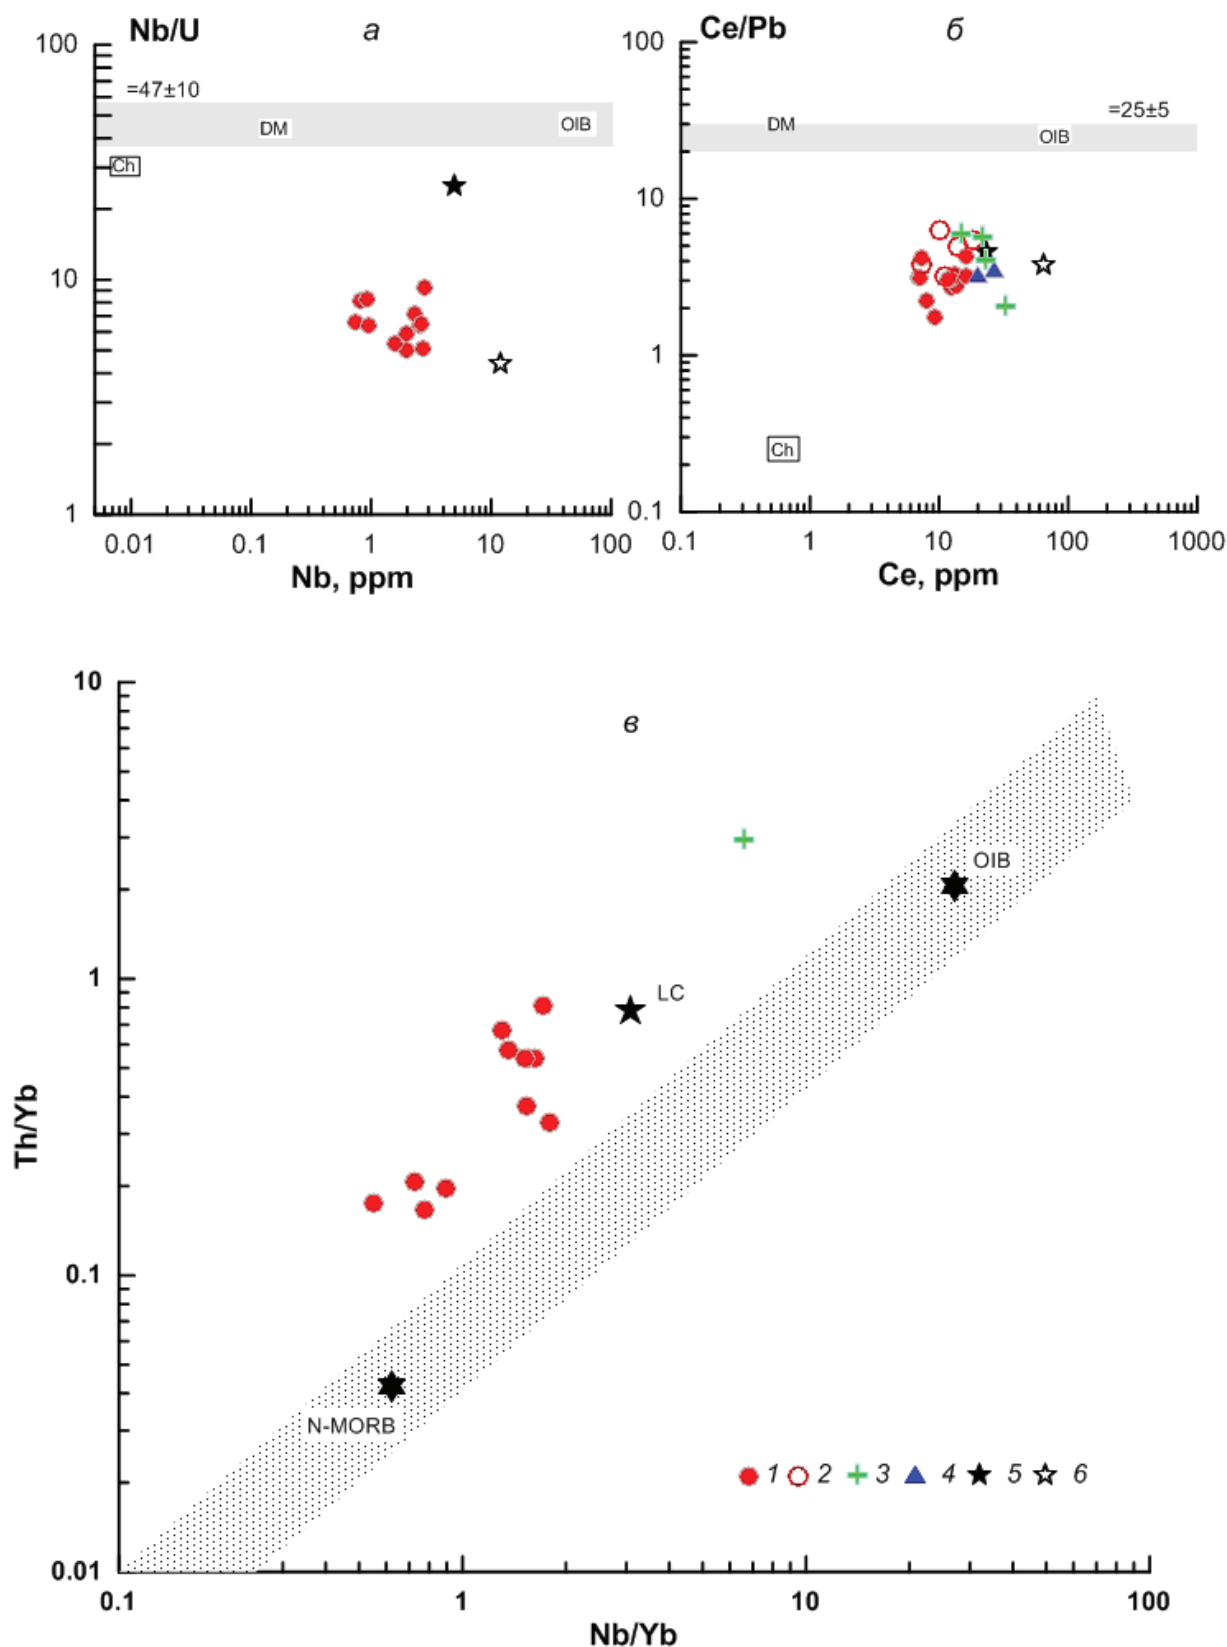 Nb/U а
100
=47±10
DM OIB
Ch
10
1
0.01 0.1 1 10 100
Nb, ppm
Ce/Pb б
100
=25±5
DM
OIB
10
1
Ch
0.1
0.1 1 10 100 1000
Ce, ppm
10
в
OIB
1
LC
Th/Yb
0.1
N-MORB
1 2 3 4 5 6
0.01
0.1 1 10 100
Nb/Yb